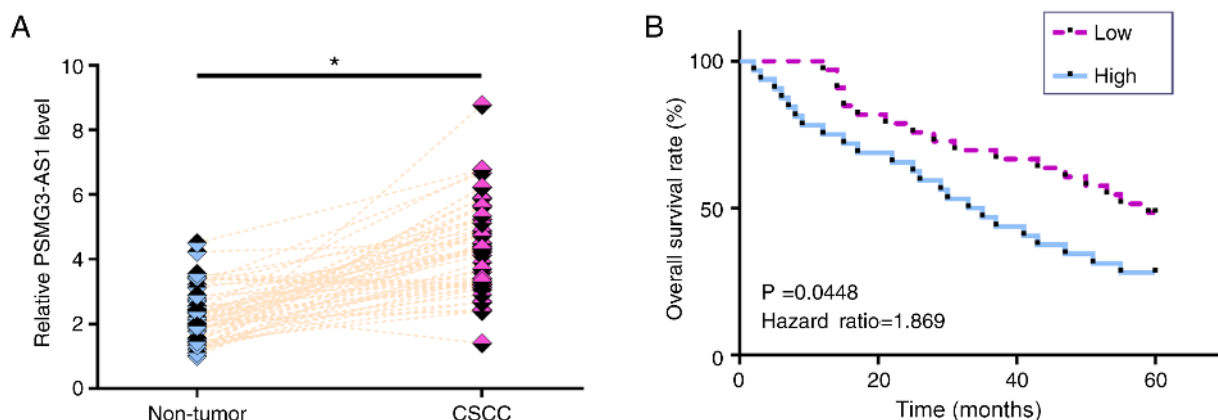 A
*
Relative PSMG3-AS1 level
10
8
6
4
2
0
Non-tumor
CSCC
B
Low
High
Overall survival rate (%)
100
50
0
P =0.0448
Hazard ratio=1.869
0
20
40
60
Time (months)